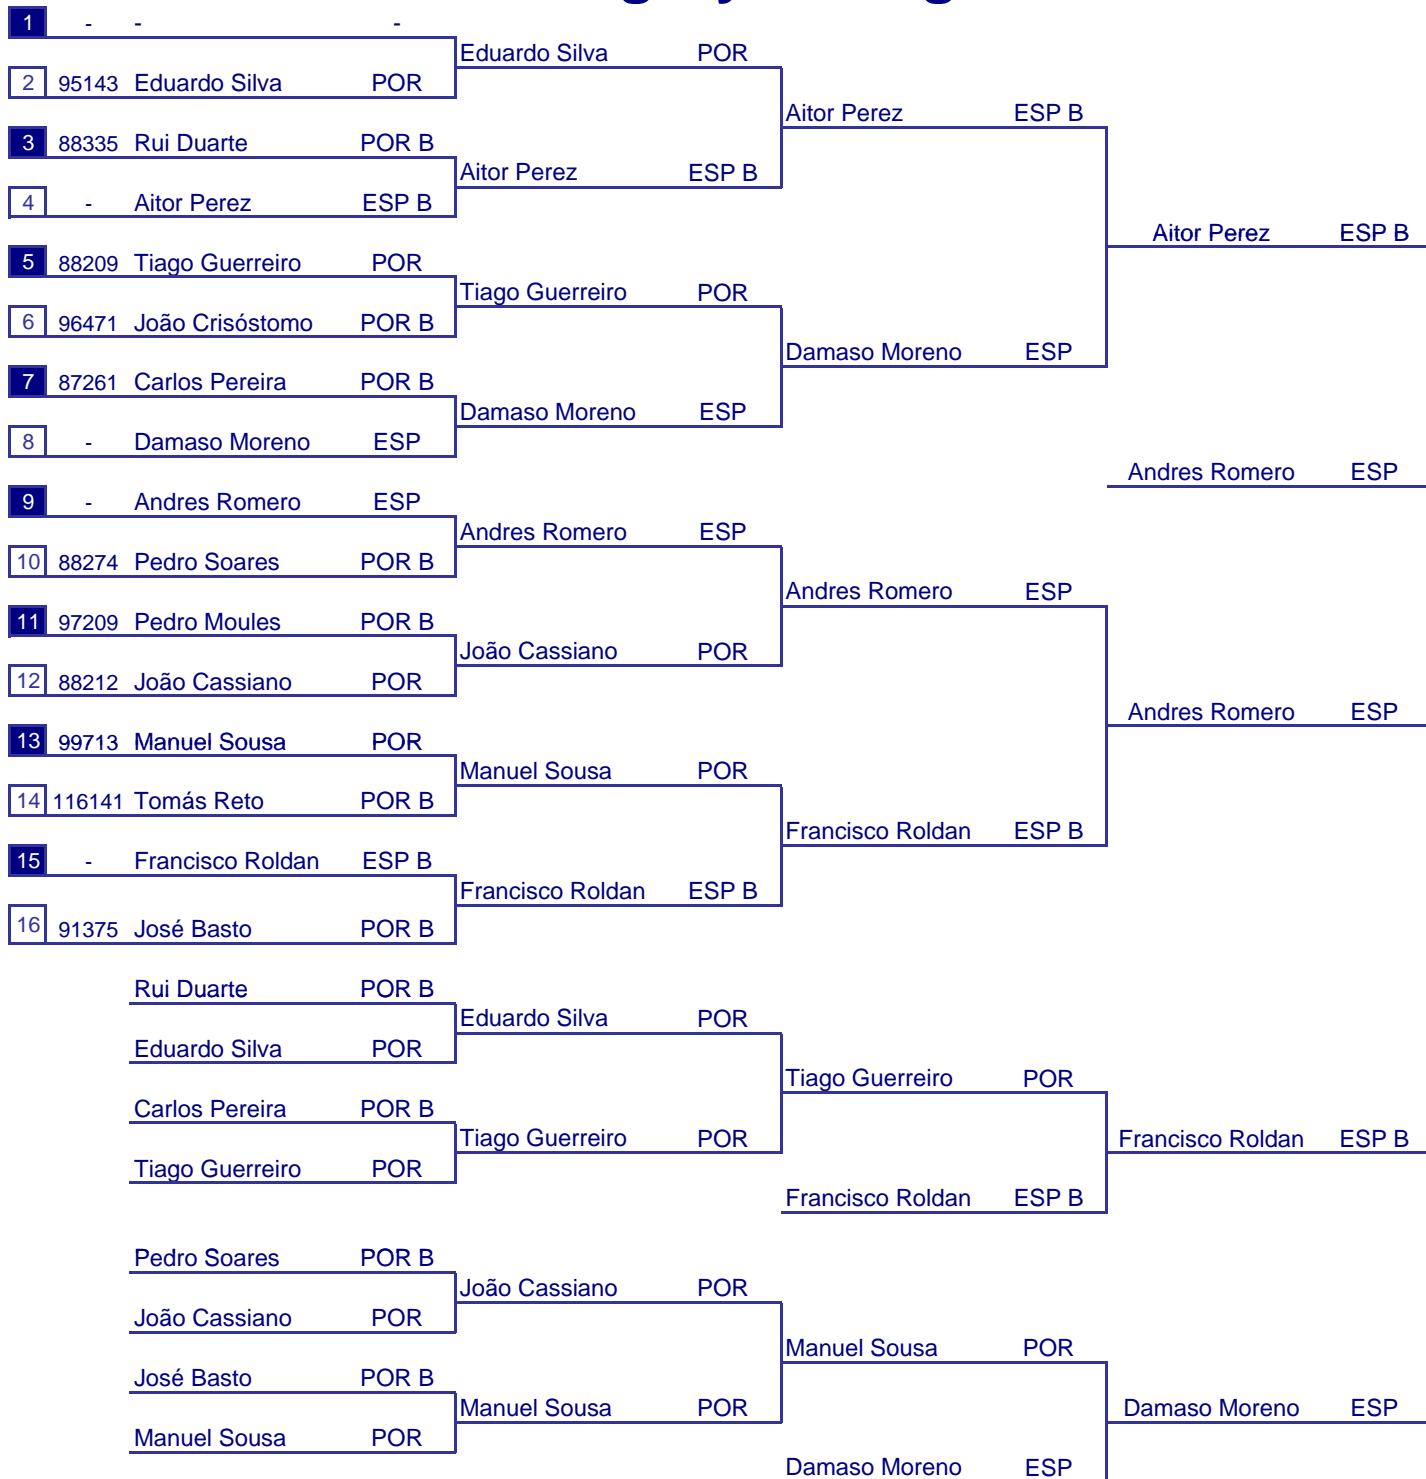 1 - - -
Eduardo Silva POR
2 95143 Eduardo Silva POR
Aitor Perez ESP B
3 88335 Rui Duarte POR B
Aitor Perez ESP B
4 - Aitor Perez ESP B
Aitor Perez ESP B
5 88209 Tiago Guerreiro POR
Tiago Guerreiro POR
6 96471 João Crisóstomo POR B
Damaso Moreno ESP
7 87261 Carlos Pereira POR B
Damaso Moreno ESP
8 - Damaso Moreno ESP
Andres Romero ESP
9 - Andres Romero ESP
Andres Romero ESP
10 88274 Pedro Soares POR B
Andres Romero ESP
11 97209 Pedro Moules POR B
João Cassiano POR
12 88212 João Cassiano POR
Andres Romero ESP
13 99713 Manuel Sousa POR
Manuel Sousa POR
14 116141 Tomás Reto POR B
Francisco Roldan ESP B
15 - Francisco Roldan ESP B
Francisco Roldan ESP B
16 91375 José Basto POR B
Rui Duarte POR B
Eduardo Silva POR
Eduardo Silva POR
Tiago Guerreiro POR
Carlos Pereira POR B
Tiago Guerreiro POR
Francisco Roldan ESP B
Tiago Guerreiro POR
Francisco Roldan ESP B
Pedro Soares POR B
João Cassiano POR
João Cassiano POR
Manuel Sousa POR
José Basto POR B
Manuel Sousa POR
Damaso Moreno ESP
Manuel Sousa POR
Damaso Moreno ESP